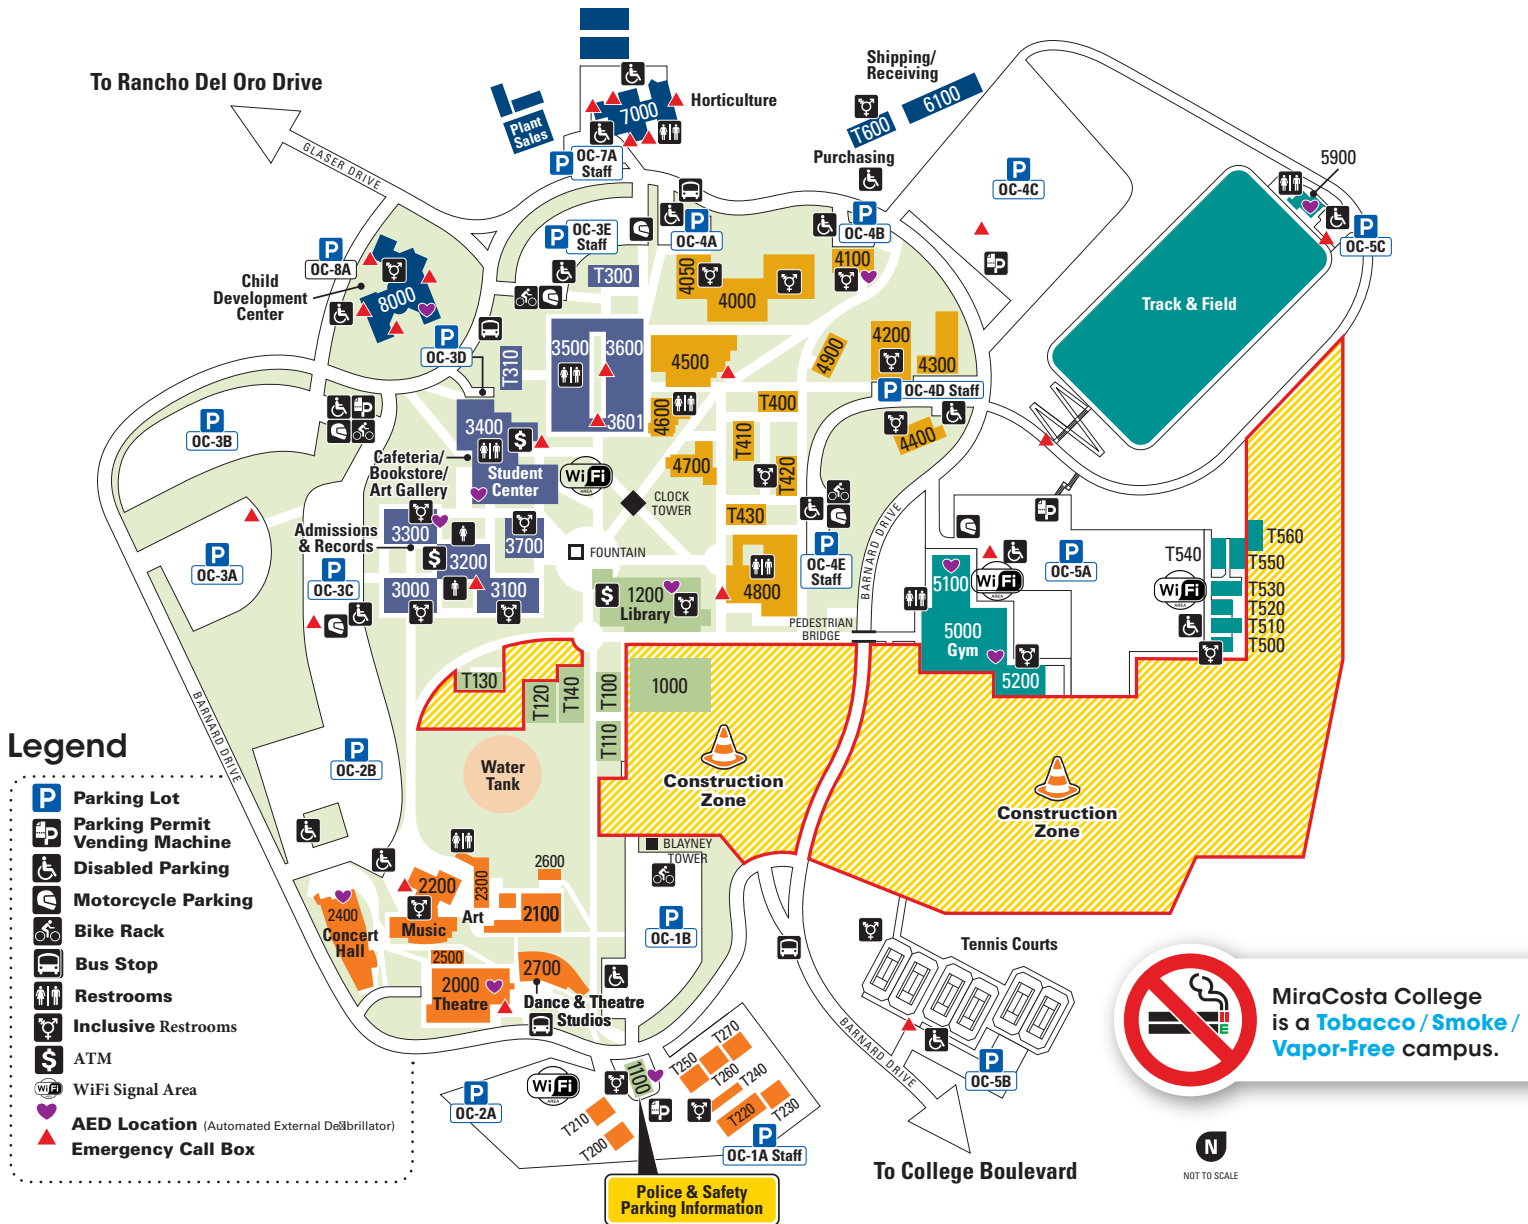 To Rancho Del Oro Drive
GLASER DRIVE
Plant
Sales
7000
Horticulture
P
OC-7A
Staff
Shipping/
Receiving
6100
T600
Purchasing
P
OC-4C
5900
P
OC-5C
Track & Field
P
OC-8A
Child
Development
Center
8000
P
OC-3E
Staff
P
OC-4A
P
OC-4B
T300
4050
4000
4100
P
OC-3D
T310
3500
3600
3601
4500
4900
4200
4300
P
OC-4D Staff
4600
T400
T410
T420
4400
4700
T430
P
OC-3B
3400
Cafeteria/
Bookstore/
Art Gallery
Student
Center
WiFi
AREA
CLOCK
TOWER
Admissions
& Records
3300
3200
3700
FOUNTAIN
3000
3100
P
OC-3A
P
OC-3C
1200
Library
4800
P
OC-4E
Staff
BARNARD DRIVE
PEDESTRIAN
BRIDGE
5100
5000
Gym
5200
WiFi
AREA
P
OC-5A
WiFi
AREA
T540
T560
T550
T530
T520
T510
T500
T130
T120
T140
T100
T110
1000
BARNARD DRIVE
P
OC-2B
Water
Tank
Construction
Zone
Construction
Zone
BLAYNEY
TOWER
2600
2200
2300
2100
Art
Music
2400
Concert
Hall
2500
2000
Theatre
2700
Dance & Theatre
Studios
P
OC-1B
Tennis Courts
BARNARD DRIVE
P
OC-5B
To College Boulevard
P
OC-2A
WiFi
AREA
1100
T210
T200
T250
T270
T260
T240
T220
T230
P
OC-1A Staff
Police & Safety
Parking Information
Legend
P Parking Lot
P Parking Permit
Vending Machine
Disabled Parking
Motorcycle Parking
Bike Rack
Bus Stop
Restrooms
Inclusive Restrooms
$ ATM
WiFi WiFi Signal Area
AED Location (Automated External Defibrillator)
Emergency Call Box
MiraCosta College
is a Tobacco / Smoke /
Vapor-Free campus.
N
NOT TO SCALE